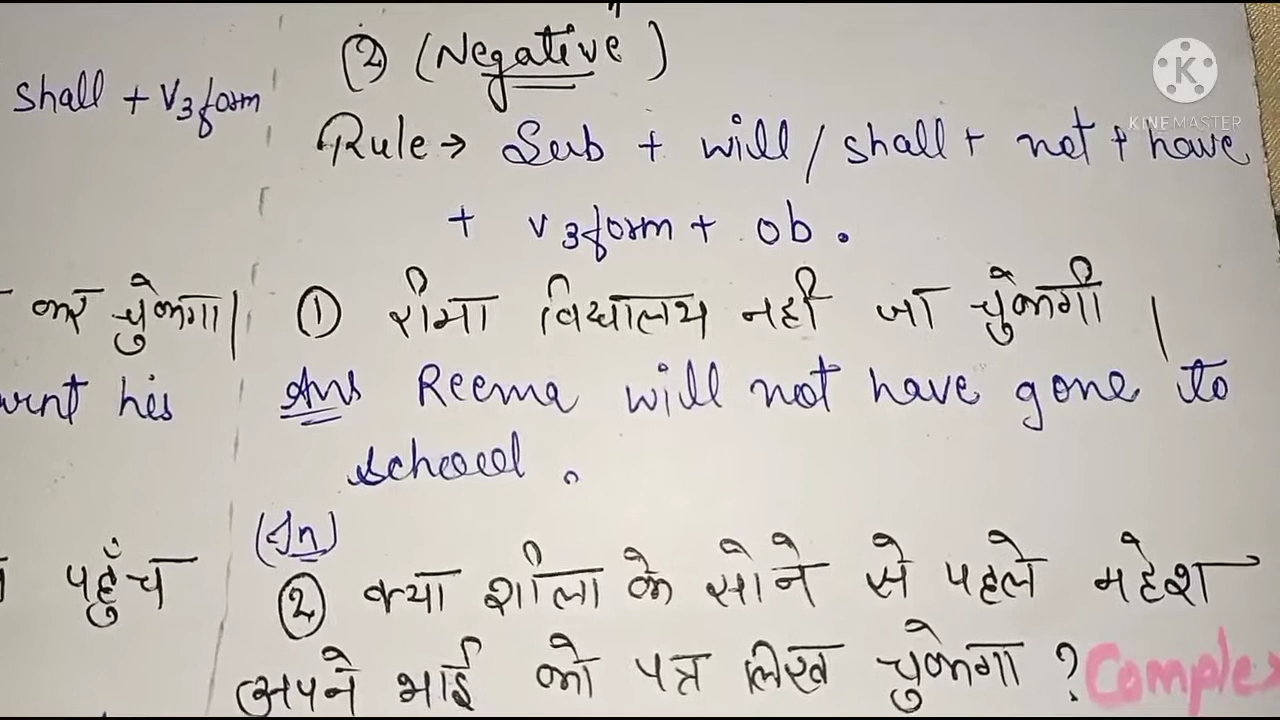 shall + V3 form
कर चुकेगा।
his
पहुँच
② (Negative)
Rule → Sub + will / shall + not + have
+ V3 form + ob.
① रीमा विद्यालय नहीं जा चुकेगी ।
Ans Reema will not have gone to
school.
(In)
② क्या शीला के सोने से पहले महेश
अपने भाई को पत्र लिख चुकेगा ? Complex
KINEMASTER